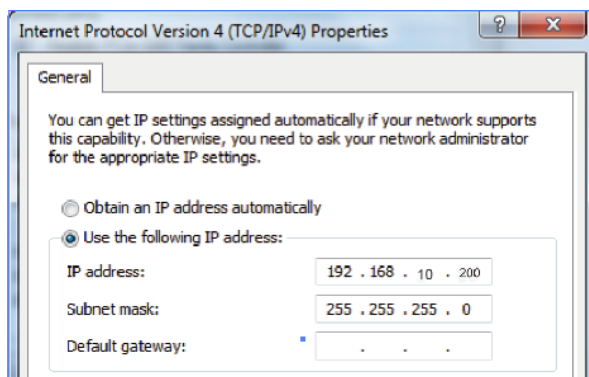 Internet Protocol Version 4 (TCP/IPv4) Properties
General
You can get IP settings assigned automatically if your network supports
this capability. Otherwise, you need to ask your network administrator
for the appropriate IP settings.
Obtain an IP address automatically
Use the following IP address:
IP address: 192 . 168 . 10 . 200
Subnet mask: 255 . 255 . 255 . 0
Default gateway: . . .